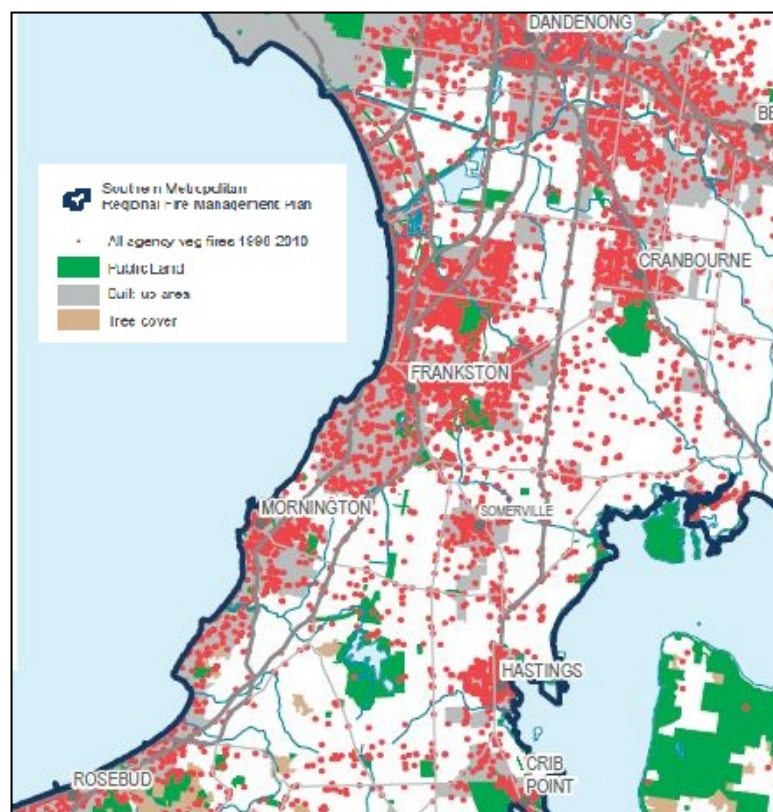 DANDENONG
BE
Southern Metropolitan
Regional Fire Management Plan
All agency veg fires 1990-2010
Public Land
Built up area
Tree cover
CRANBOURNE
FRANKSTON
MORNINGTON
SOMERVILLE
HASTINGS
CRIB
POINT
ROSEBUD